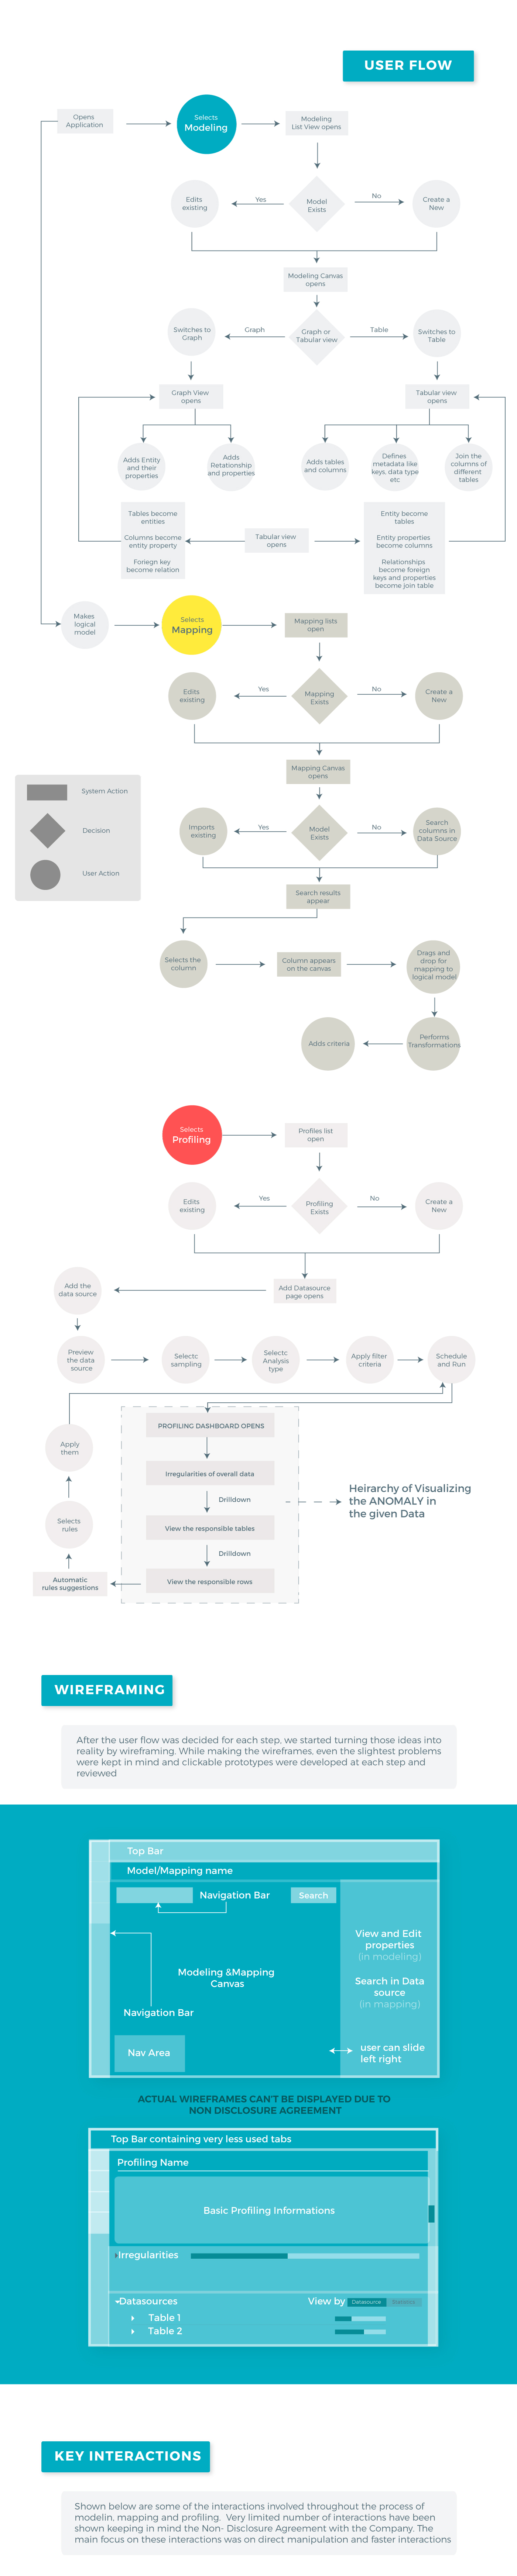 USER FLOW
Opens
Application
Selects
Modeling
Modeling
List View opens
Edits
existing
Yes
Model
Exists
No
Create a
New
Modeling Canvas
opens
Switches to
Graph
Graph
Graph or
Tabular view
Table
Switches to
Table
Graph View
opens
Tabular view
opens
Adds Entity
and their
properties
Adds
Relationship
and properties
Adds tables
and columns
Defines
metadata like
keys, data type
etc
Join the
columns of
different
tables
Tables become
entities
Columns become
entity property
Foriegn key
become relation
Tabular view
opens
Entity become
tables
Entity properties
become columns
Relationships
become foreign
keys and properties
become join table
Makes
logical
model
Selects
Mapping
Mapping lists
open
Edits
existing
Yes
Mapping
Exists
No
Create a
New
Mapping Canvas
opens
System Action
Decision
User Action
Imports
existing
Yes
Model
Exists
No
Search
columns in
Data Source
Search results
appear
Selects the
column
Column appears
on the canvas
Drags and
drop for
mapping to
logical model
Adds criteria
Performs
Transformations
Selects
Profiling
Profiles list
open
Edits
existing
Yes
Profiling
Exists
No
Create a
New
Add the
data source
Add Datasource
page opens
Preview
the data
source
Selectc
sampling
Selectc
Analysis
type
Apply filter
criteria
Schedule
and Run
Apply
them
PROFILING DASHBOARD OPENS
Irregularities of overall data
Drilldown
View the responsible tables
Drilldown
View the responsible rows
Heirarchy of Visualizing
the ANOMALY in
the given Data
Selects
rules
Automatic
rules suggestions
WIREFRAMING
After the user flow was decided for each step, we started turning those ideas into
reality by wireframing. While making the wireframes, even the slightest problems
were kept in mind and clickable prototypes were developed at each step and
reviewed
Top Bar
Model/Mapping name
Navigation Bar
Search
View and Edit
properties
(in modeling)
Modeling &Mapping
Canvas
Search in Data
source
(in mapping)
Navigation Bar
Nav Area
user can slide
left right
ACTUAL WIREFRAMES CAN'T BE DISPLAYED DUE TO
NON DISCLOSURE AGREEMENT
Top Bar containing very less used tabs
Profiling Name
Basic Profiling Informations
Irregularities
Datasources
View by
Datasource
Statistics
Table 1
Table 2
KEY INTERACTIONS
Shown below are some of the interactions involved throughout the process of
modelin, mapping and profiling. Very limited number of interactions have been
shown keeping in mind the Non- Disclosure Agreement with the Company. The
main focus on these interactions was on direct manipulation and faster interactions